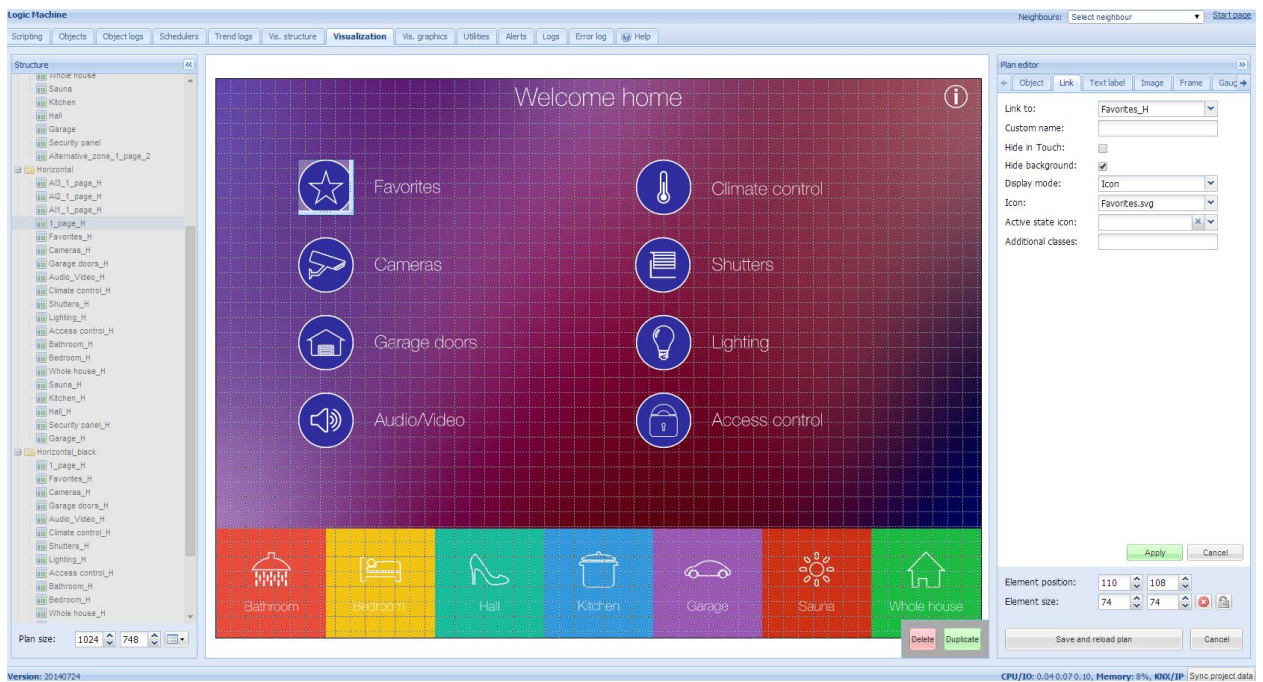 Logic Machine
Neighbours: Select neighbour Start page
Scripting Objects Object logs Schedulers Trend logs Vis. structure Visualization Vis. graphics Utilities Alerts Logs Error log Help
Structure
Whole house
Sauna
Kitchen
Hall
Garage
Security panel
Alternative_zone_1_page_2
Horizontal
Al3_1_page_H
Al2_1_page_H
Al1_1_page_H
1_page_H
Favorites_H
Cameras_H
Garage doors_H
Audio_Video_H
Climate control_H
Shutters_H
Lighting_H
Access control_H
Bathroom_H
Bedroom_H
Whole house_H
Sauna_H
Kitchen_H
Hall_H
Security panel_H
Garage_H
Horizontal_black
1_page_H
Favorites_H
Cameras_H
Garage doors_H
Audio_Video_H
Climate control_H
Shutters_H
Lighting_H
Access control_H
Bathroom_H
Bedroom_H
Whole house_H
Plan size: 1024 748
Welcome home
Favorites
Climate control
Cameras
Shutters
Garage doors
Lighting
Audio/Video
Access control
Bathroom
Bedroom
Hall
Kitchen
Garage
Sauna
Whole house
Delete Duplicate
Plan editor
Object Link Text label Image Frame Gaug
Link to: Favorites_H
Custom name:
Hide in Touch:
Hide background:
Display mode: Icon
Icon: Favorites.svg
Active state icon:
Additional classes:
Apply Cancel
Element position: 110 108
Element size: 74 74
Save and reload plan Cancel
Version: 20140724
CPU/IO: 0.04 0.07 0.10, Memory: 8%, KNX/IP Sync project data